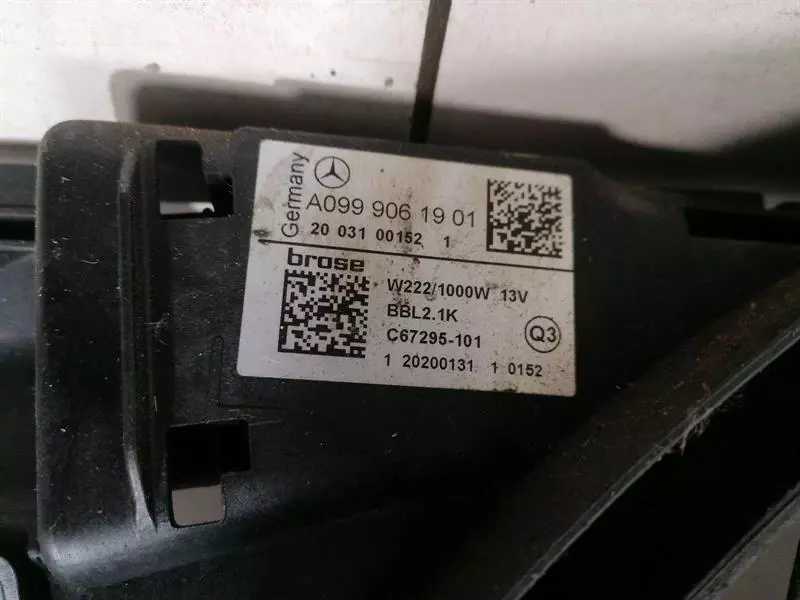 Germany
A099 906 19 01
20 031 00152 1
brose
W222/1000W 13V
BBL2.1K
C67295-101
Q3
1 20200131 1 0152